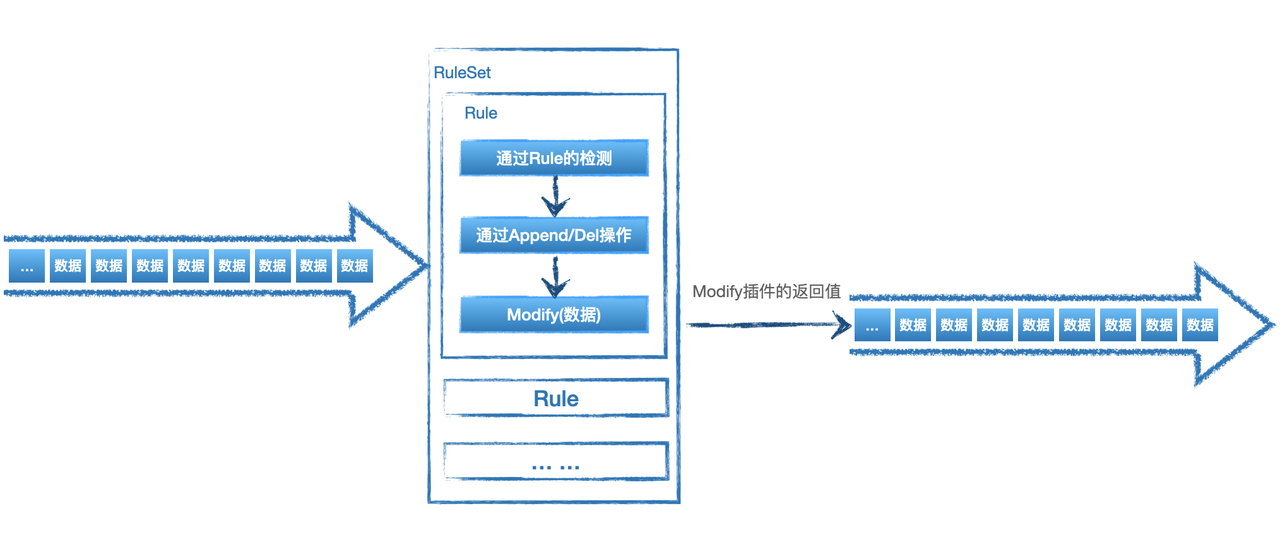 RuleSet
Rule
通过Rule的检测
通过Append/Del操作
Modify(数据)
Rule
... ...
... 数据 数据 数据 数据 数据 数据 数据 数据
Modify插件的返回值
... 数据 数据 数据 数据 数据 数据 数据 数据